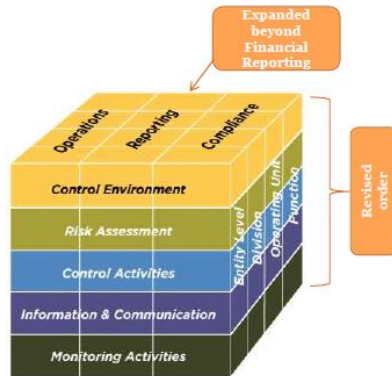 Expanded
beyond
Financial
Reporting
Operations
Reporting
Compliance
Control Environment
Risk Assessment
Control Activities
Information & Communication
Monitoring Activities
Entity Level
Division
Operating Unit
Function
Revised
order